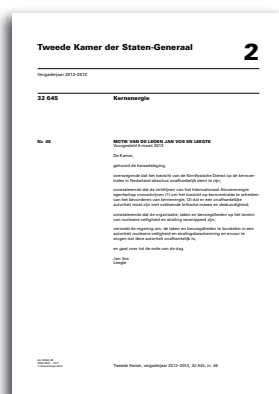 Tweede Kamer der Staten-Generaal
2
Vergaderjaar 2012–2013
32 645
Kernenergie
Nr. 48
MOTIE VAN DE LEDEN JAN VOS EN LEEGTE
Voorgesteld 6 maart 2013
De Kamer,
gehoord de beraadslaging,
overwegende dat het toezicht van de Kernfysische Dienst op de kerncen-
trales in Nederland absoluut onafhankelijk dient te zijn;
constaterende dat de richtlijnen van het Internationaal Atoomenergie-
agentschap voorschrijven (1) om het toezicht op kerncentrales te scheiden
van het bevorderen van kernenergie, (2) dat er een onafhankelijke
autoriteit moet zijn met voldoende kritische massa en deskundigheid;
constaterende dat de organisatie, taken en bevoegdheden op het terrein
van nucleaire veiligheid en straling versnipperd zijn;
verzoekt de regering om, de taken en bevoegdheden te bundelen in een
autoriteit nucleaire veiligheid en stralingsbescherming en ervoor te
zorgen dat deze autoriteit onafhankelijk is,
en gaat over tot de orde van de dag.
Jan Vos
Leegte
Tweede Kamer, vergaderjaar 2012–2013, 32 645, nr. 48